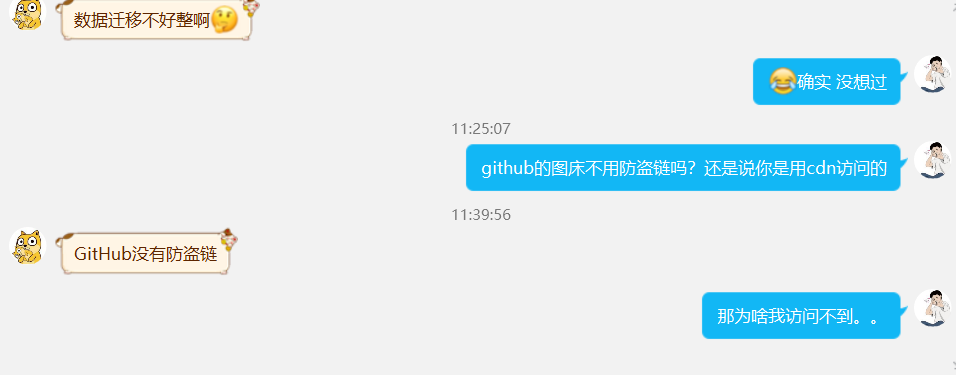 数据迁移不好整啊🤔
😂确实 没想过
11:25:07
github的图床不用防盗链吗？还是说你是用cdn访问的
11:39:56
GitHub没有防盗链
那为啥我访问不到。。